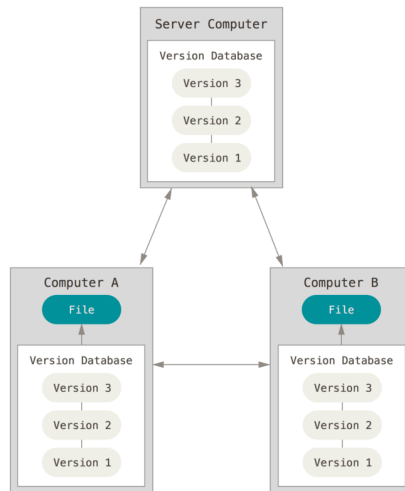 Server Computer
Version Database
Version 3
Version 2
Version 1
Computer A
File
Version Database
Version 3
Version 2
Version 1
Computer B
File
Version Database
Version 3
Version 2
Version 1